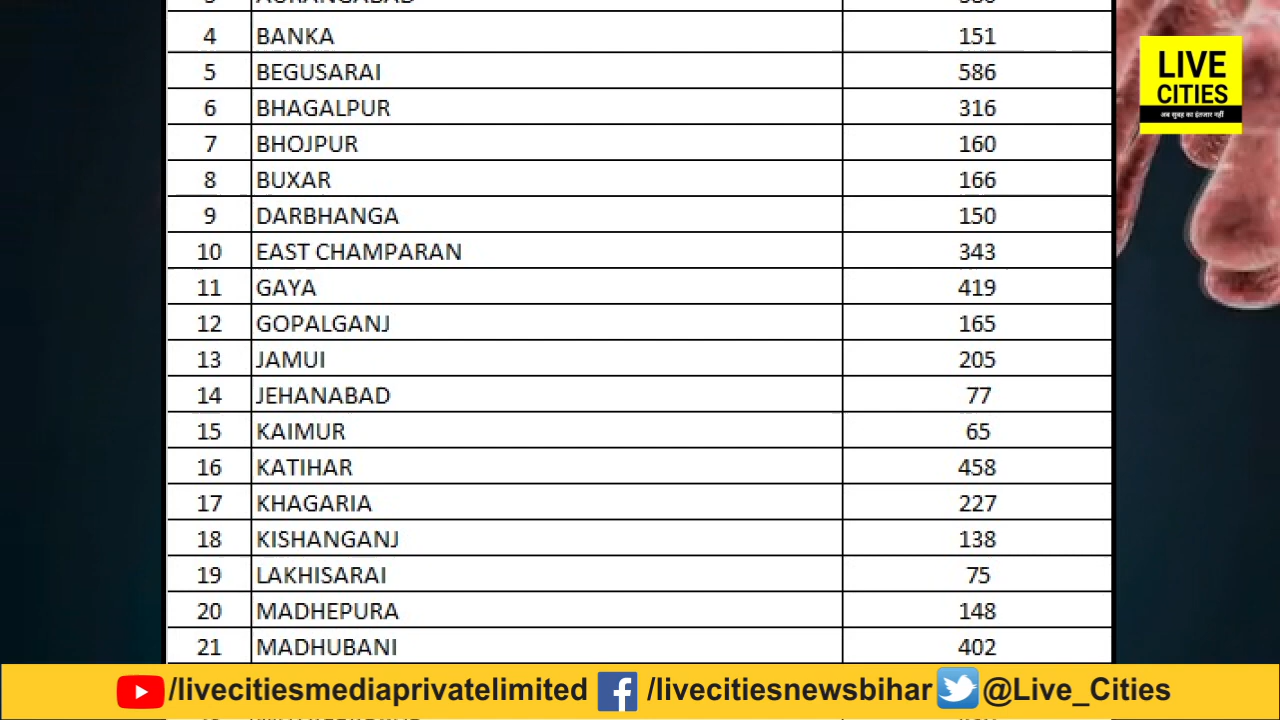 4 BANKA 151
5 BEGUSARAI 586
6 BHAGALPUR 316
7 BHOJPUR 160
8 BUXAR 166
9 DARBHANGA 150
10 EAST CHAMPARAN 343
11 GAYA 419
12 GOPALGANJ 165
13 JAMUI 205
14 JEHANABAD 77
15 KAIMUR 65
16 KATIHAR 458
17 KHAGARIA 227
18 KISHANGANJ 138
19 LAKHISARAI 75
20 MADHEPURA 148
21 MADHUBANI 402
LIVE
CITIES
अब सुबह का इंतजार नहीं
/livecitiesmediaprivatelimited /livecitiesnewsbihar @Live_Cities